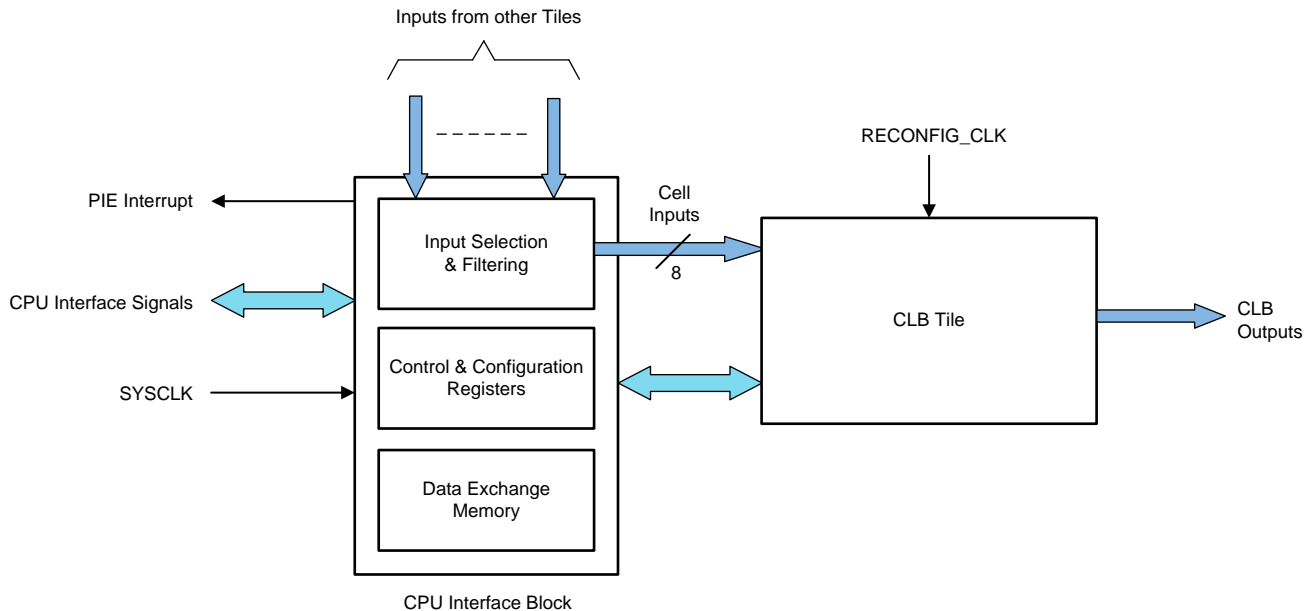 Inputs from other Tiles
RECONFIG_CLK
PIE Interrupt
Cell
Inputs
Input Selection
& Filtering
8
CPU Interface Signals
CLB Tile
CLB
Outputs
Control & Configuration
Registers
SYSCLK
Data Exchange
Memory
CPU Interface Block